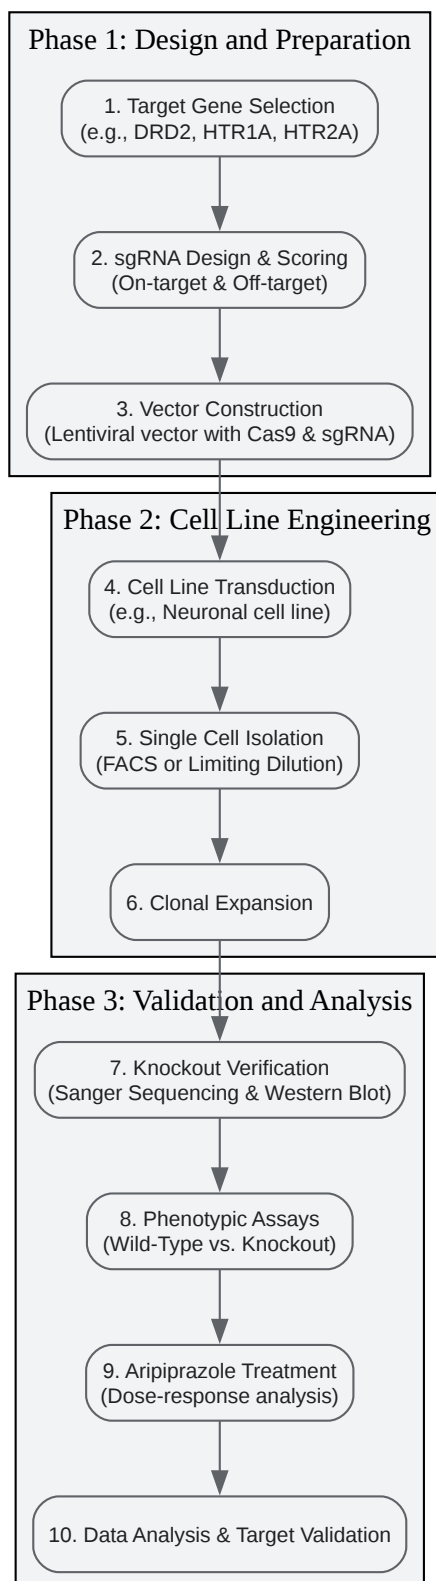 Phase 1: Design and Preparation
1. Target Gene Selection
(e.g., DRD2, HTR1A, HTR2A)
2. sgRNA Design & Scoring
(On-target & Off-target)
3. Vector Construction
(Lentiviral vector with Cas9 & sgRNA)
Phase 2: Cell Line Engineering
4. Cell Line Transduction
(e.g., Neuronal cell line)
5. Single Cell Isolation
(FACS or Limiting Dilution)
6. Clonal Expansion
Phase 3: Validation and Analysis
7. Knockout Verification
(Sanger Sequencing & Western Blot)
8. Phenotypic Assays
(Wild-Type vs. Knockout)
9. Aripiprazole Treatment
(Dose-response analysis)
10. Data Analysis & Target Validation